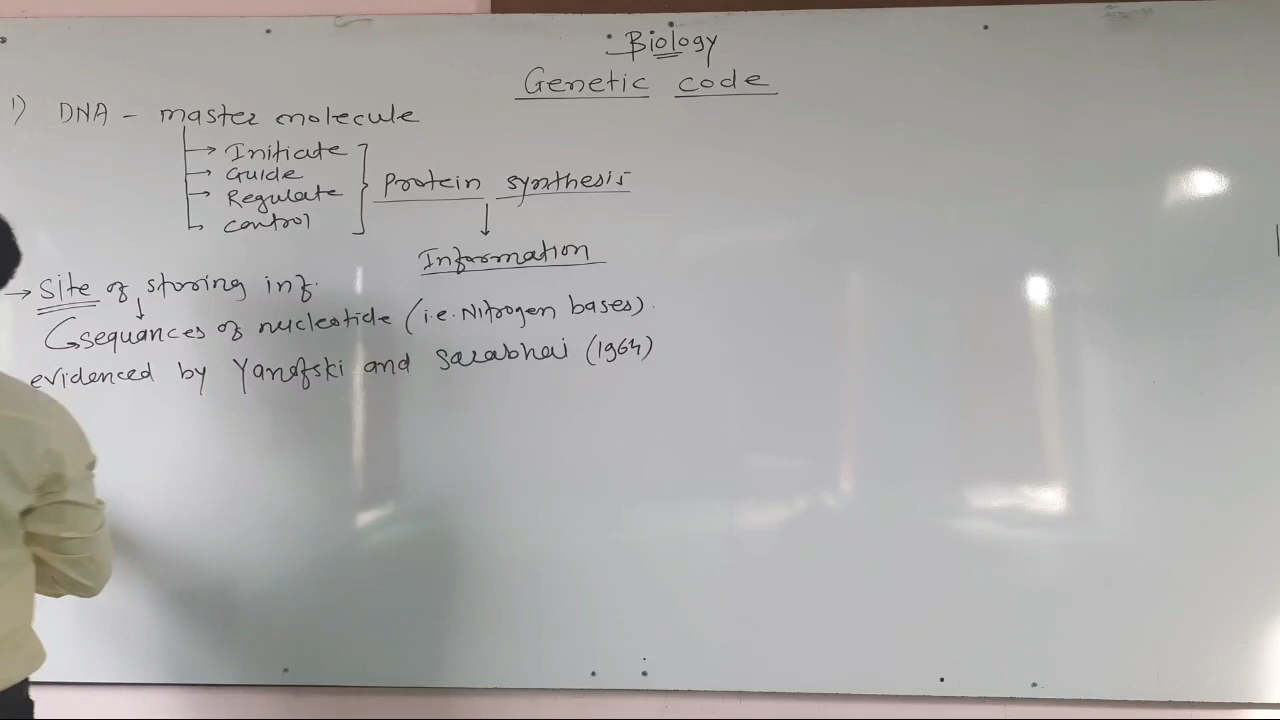 Biology
Genetic code
1) DNA - master molecule
→ Initiate
→ Guide
→ Regulate
→ control
Protein synthesis
↓
Information
→ Site of storing inf.
↳ sequances of nucleotide (i.e. Nitrogen bases).
evidenced by Yanofski and Sarabhai (1964)